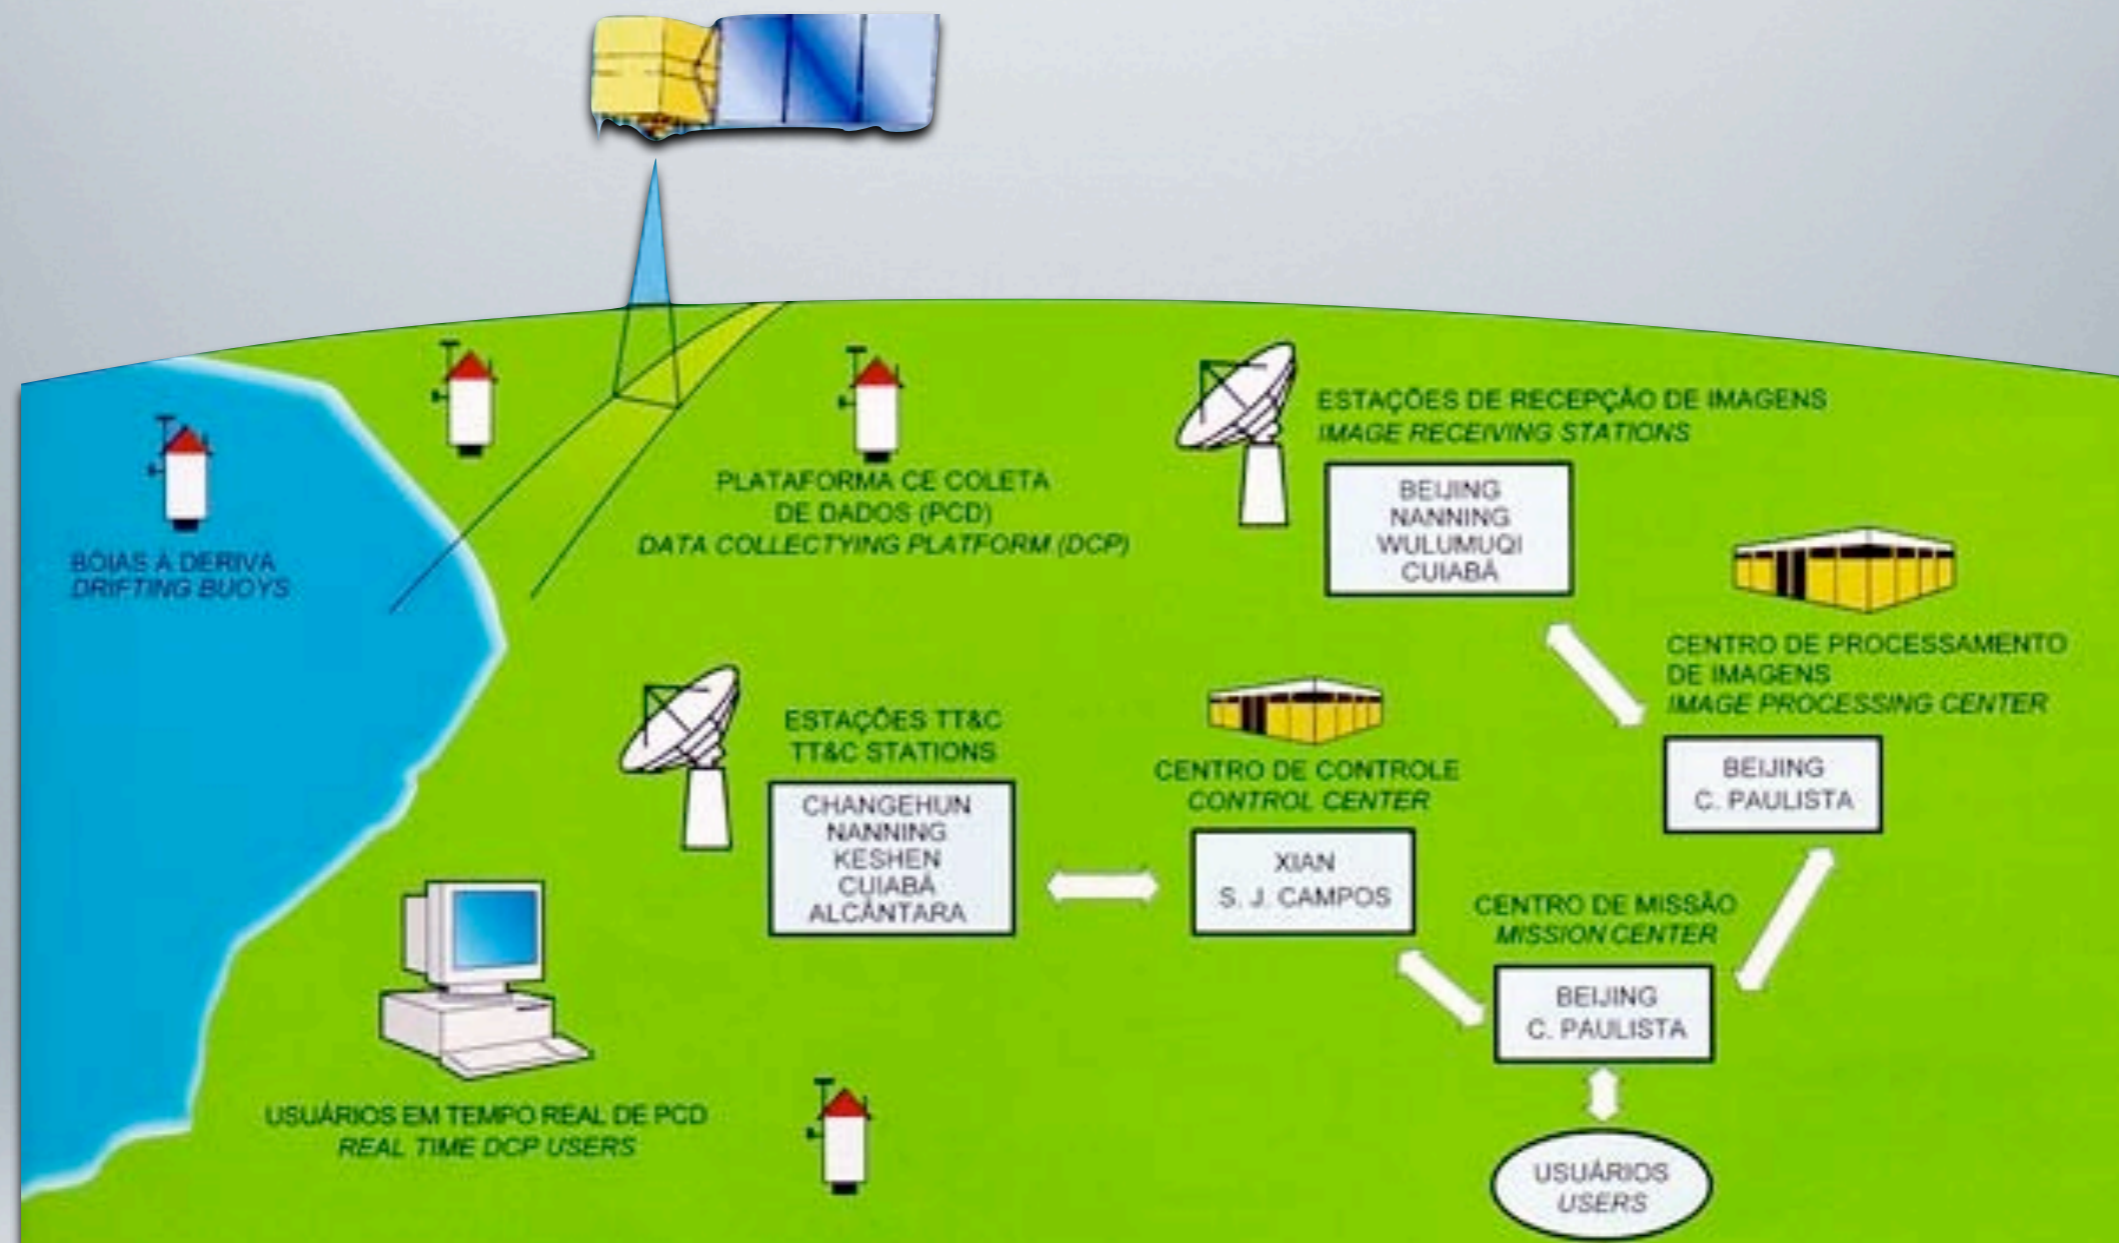 ESTAÇÕES DE RECEPÇÃO DE IMAGENS
IMAGE RECEIVING STATIONS
BEIJING
NANNING
WULUMUQI
CUIABÁ
PLATAFORMA CE COLETA
DE DADOS (PCD)
DATA COLLECTYING PLATFORM (DCP)
BÓIAS À DERIVA
DRIFTING BUOYS
CENTRO DE PROCESSAMENTO
DE IMAGENS
IMAGE PROCESSING CENTER
BEIJING
C. PAULISTA
ESTAÇÕES TT&C
TT&C STATIONS
CHANGEHUN
NANNING
KESHEN
CUIABÁ
ALCÂNTARA
CENTRO DE CONTROLE
CONTROL CENTER
XIAN
S. J. CAMPOS
CENTRO DE MISSÃO
MISSION CENTER
BEIJING
C. PAULISTA
USUÁRIOS EM TEMPO REAL DE PCD
REAL TIME DCP USERS
USUÁRIOS
USERS